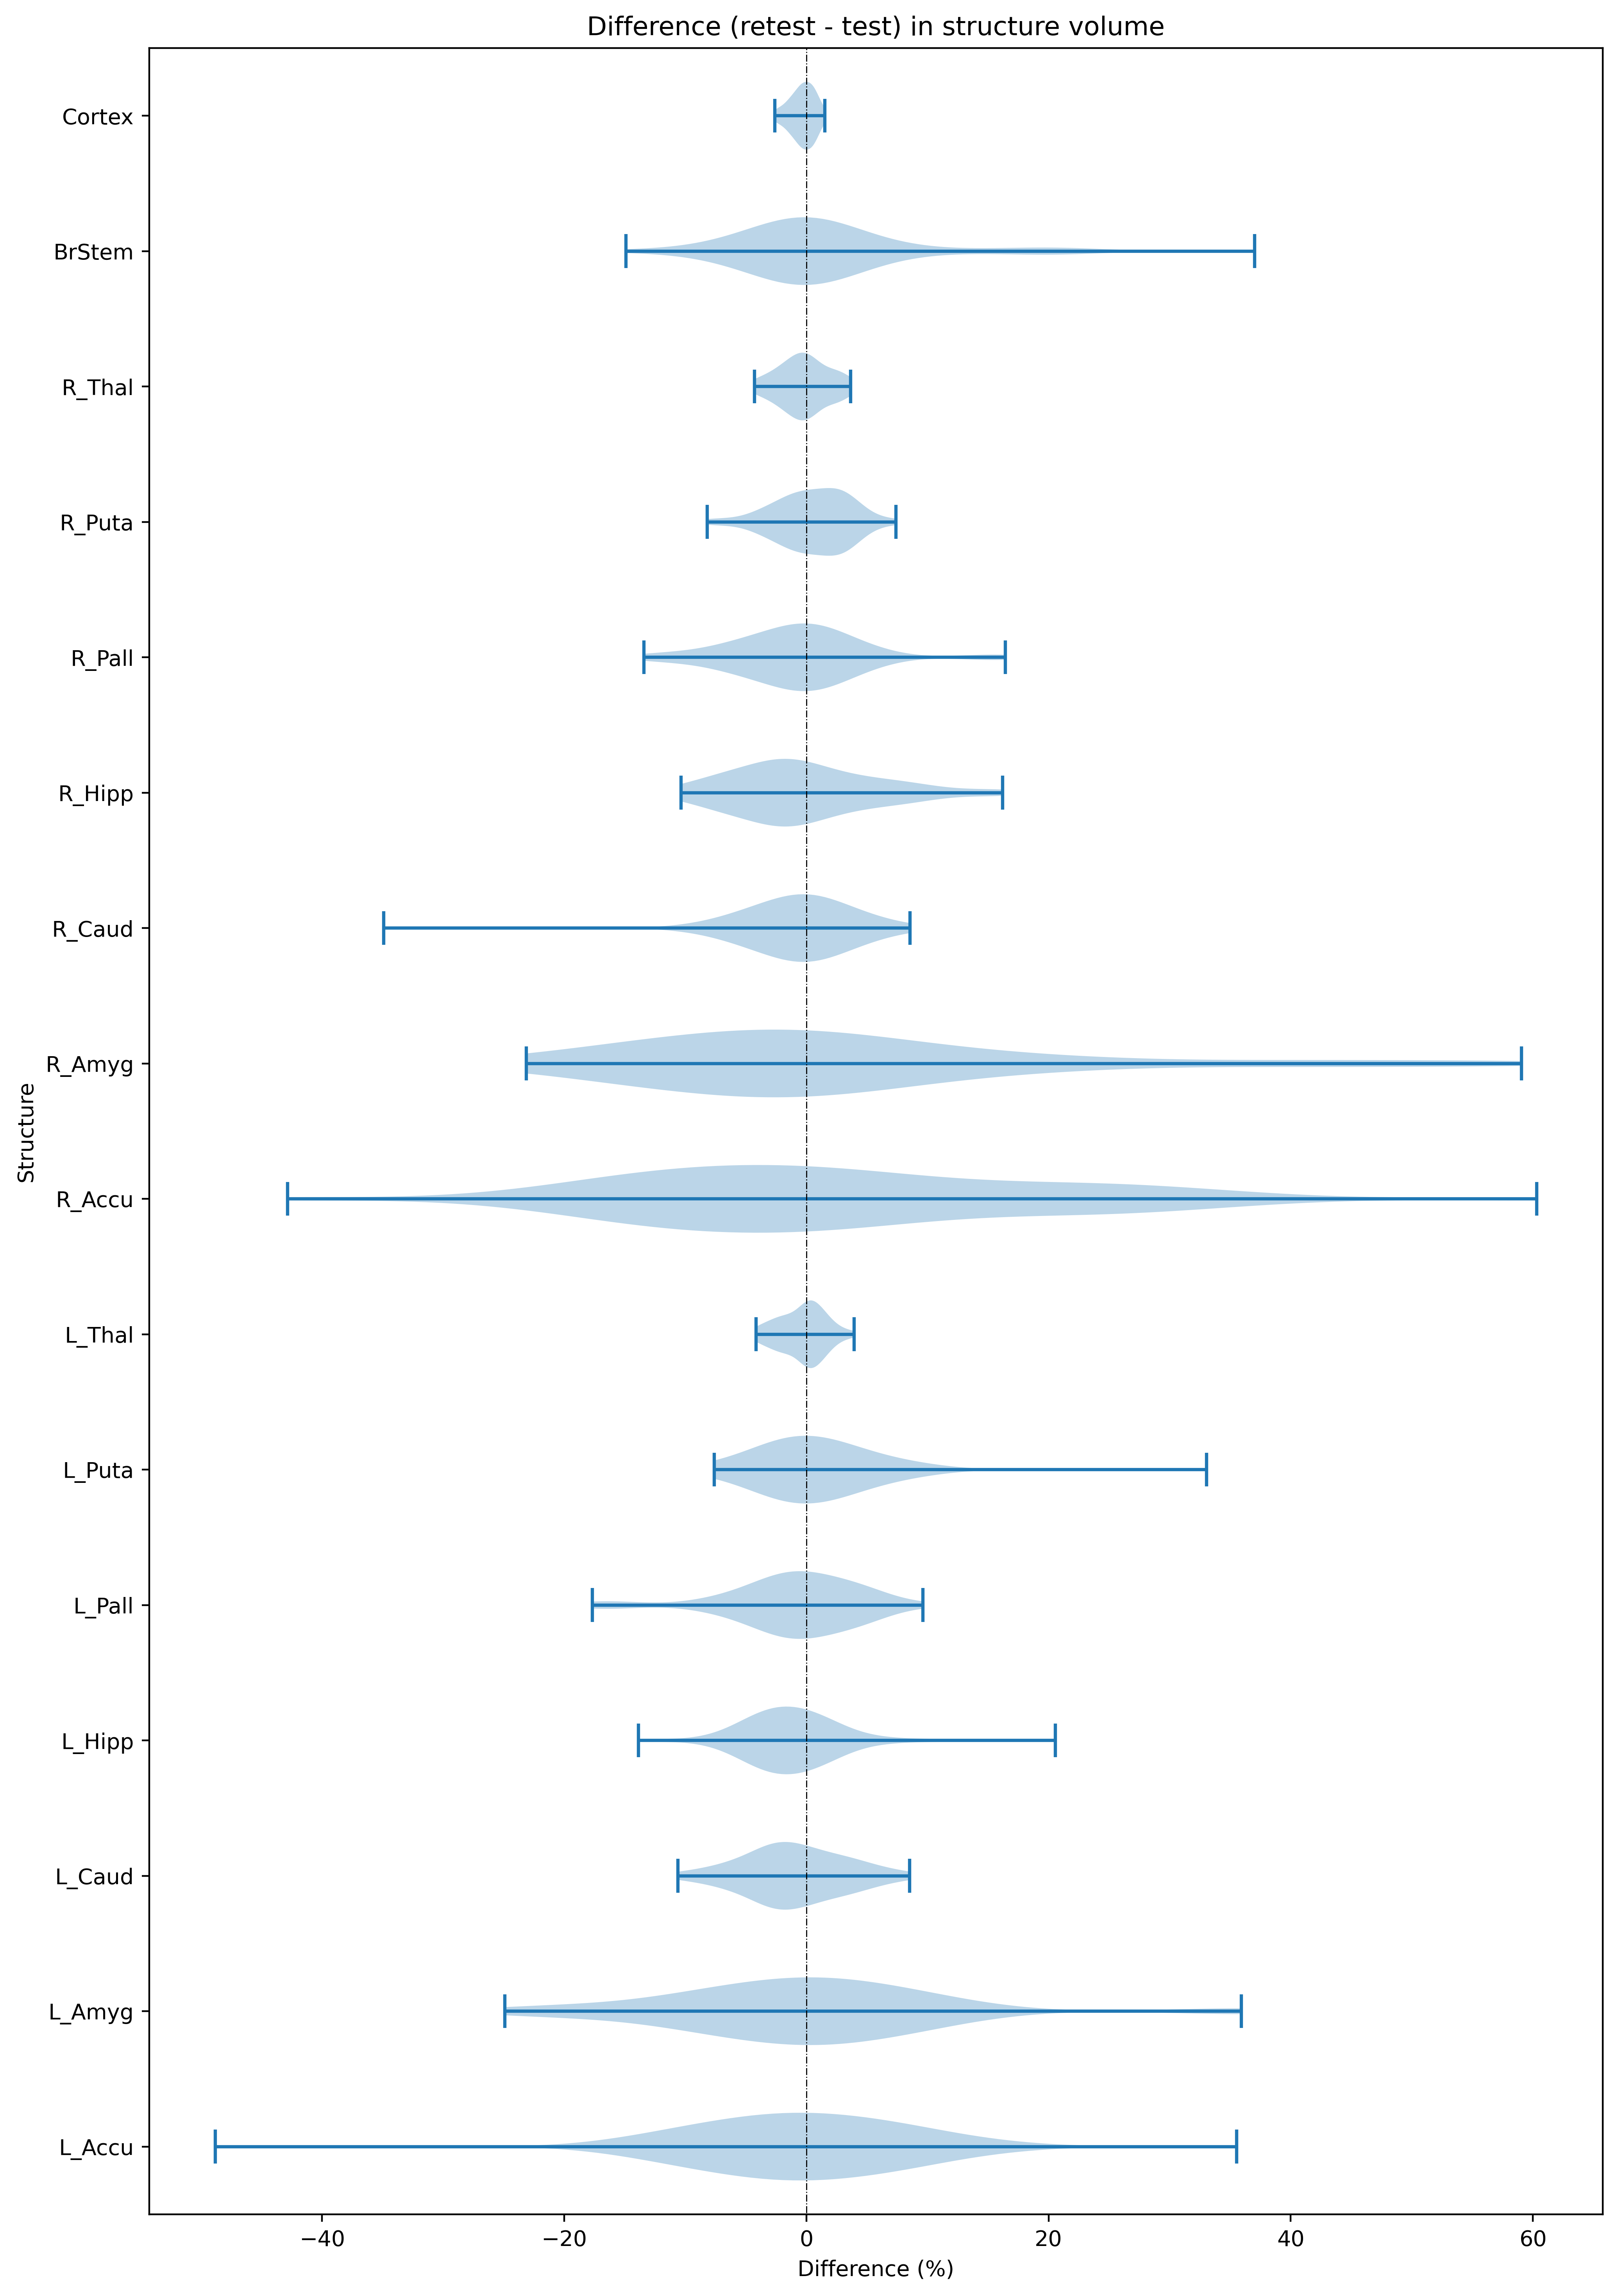 Difference (retest - test) in structure volume
Cortex
BrStem
R_Thal
R_Puta
R_Pall
R_Hipp
R_Caud
R_Amyg
R_Accu
L_Thal
L_Puta
L_Pall
L_Hipp
L_Caud
L_Amyg
L_Accu
Structure
−40 −20 0 20 40 60
Difference (%)